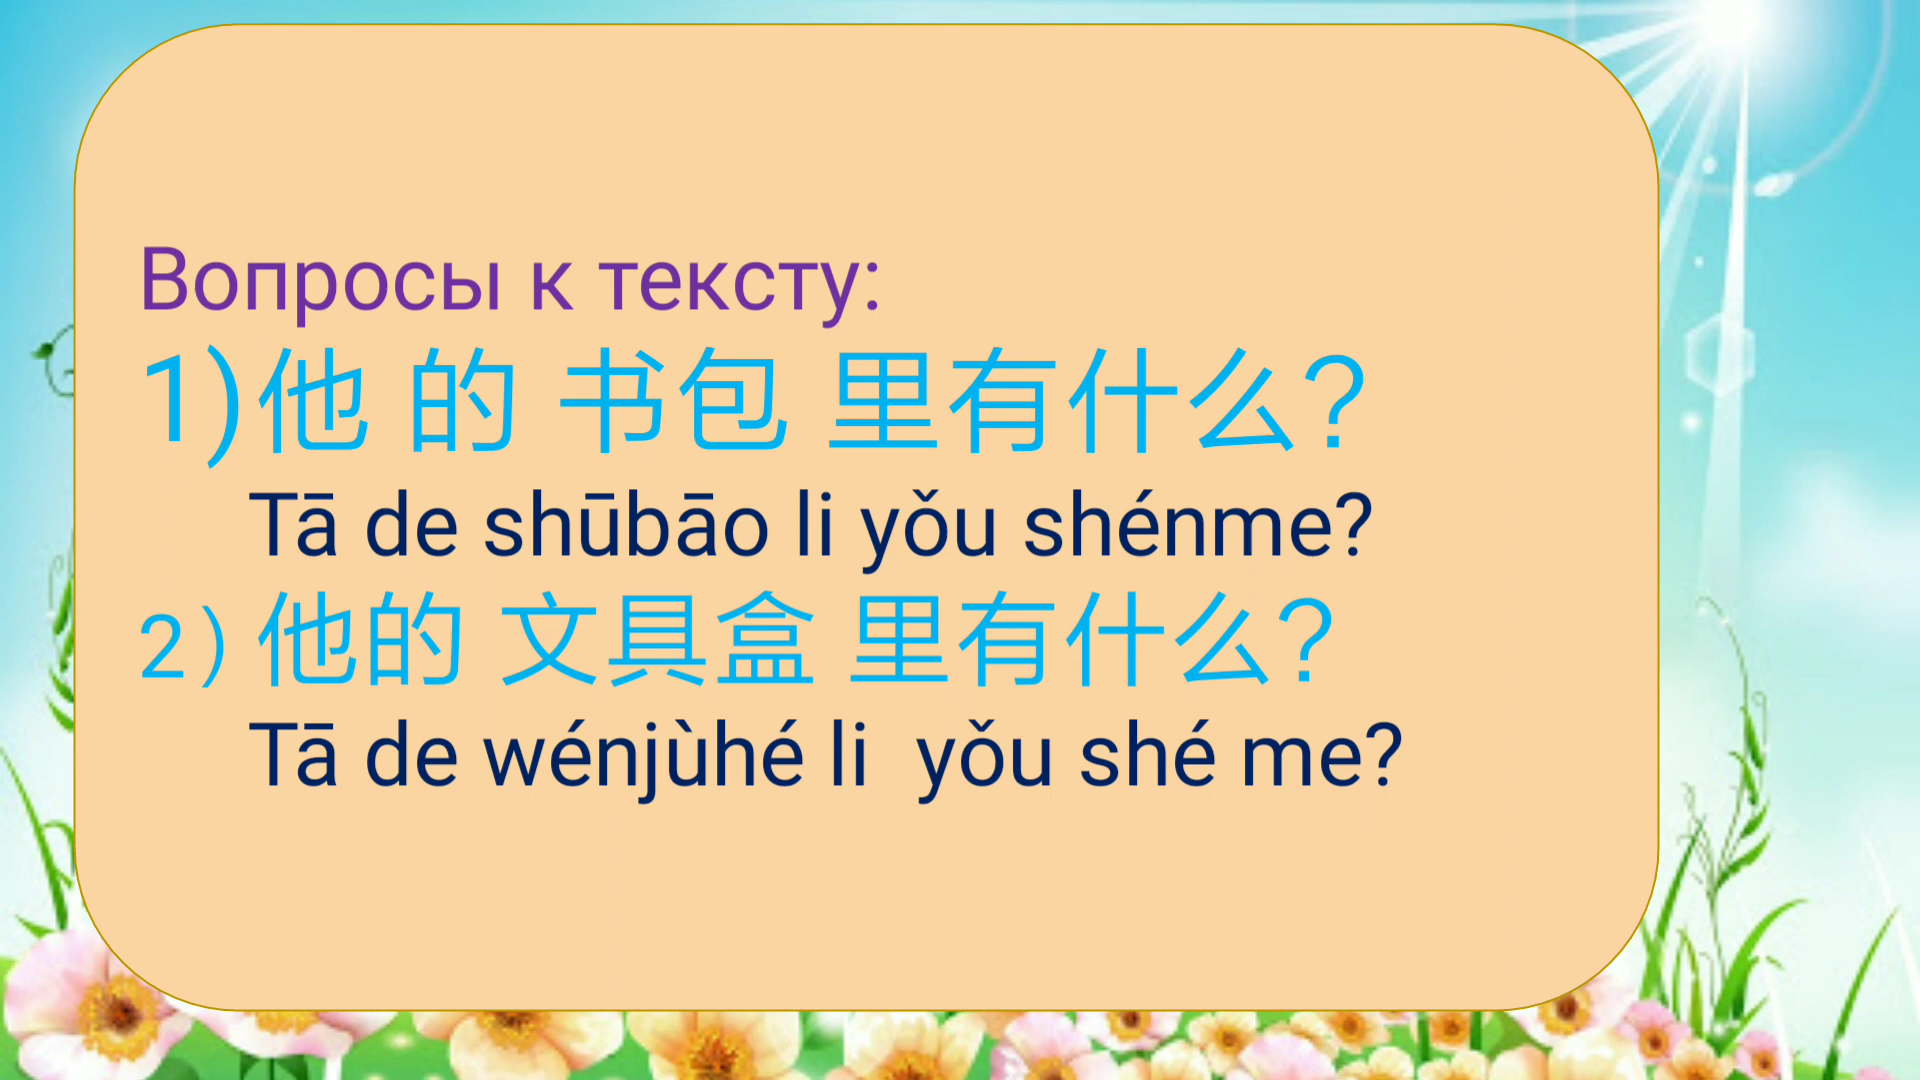 Вопросы к тексту:
1)他 的 书包 里有什么?
Tā de shūbāo li yǒu shénme?
2) 他的 文具盒 里有什么?
Tā de wénjùhé li yǒu shé me?